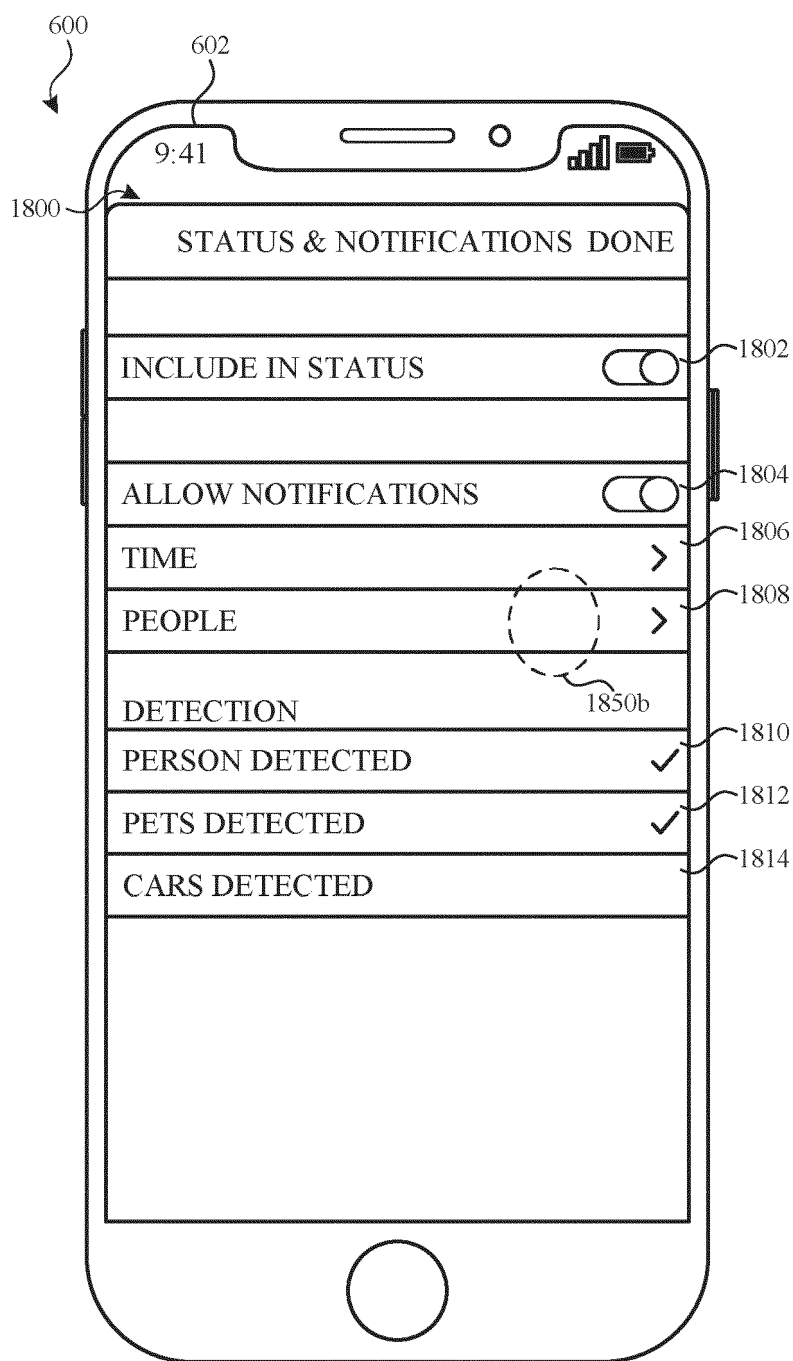 600
602
9:41
1800
STATUS & NOTIFICATIONS DONE
INCLUDE IN STATUS
1802
ALLOW NOTIFICATIONS
1804
TIME
1806
PEOPLE
1808
1850b
DETECTION
PERSON DETECTED
1810
PETS DETECTED
1812
CARS DETECTED
1814